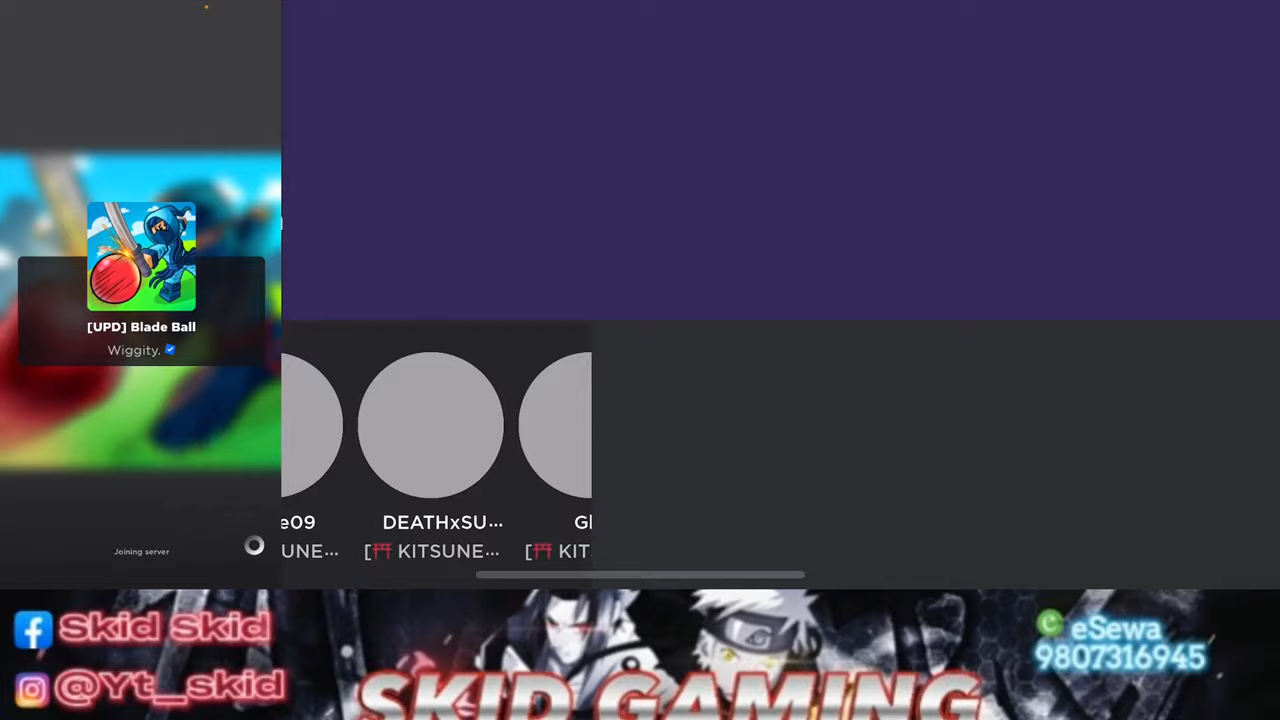 [UPD] Blade Ball
Wiggity.
Joining server
e09
UNE...
DEATHxSU...
[⛩ KITSUNE...
[⛩ KIT
Skid Skid
@Yt_skid
SKID GAMING
eSewa
9807316945